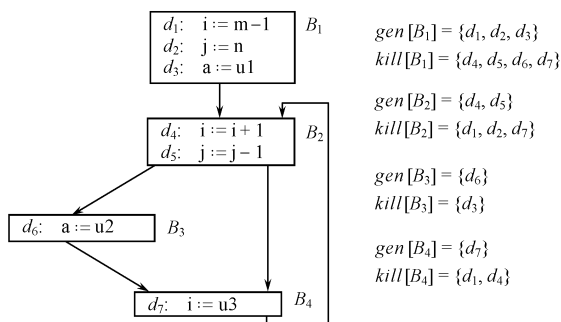 d1: i := m−1
d2: j := n
d3: a := u1
B1
gen[B1] = {d1, d2, d3}
kill[B1] = {d4, d5, d6, d7}
d4: i := i + 1
d5: j := j − 1
B2
gen[B2] = {d4, d5}
kill[B2] = {d1, d2, d7}
d6: a := u2
B3
gen[B3] = {d6}
kill[B3] = {d3}
d7: i := u3
B4
gen[B4] = {d7}
kill[B4] = {d1, d4}